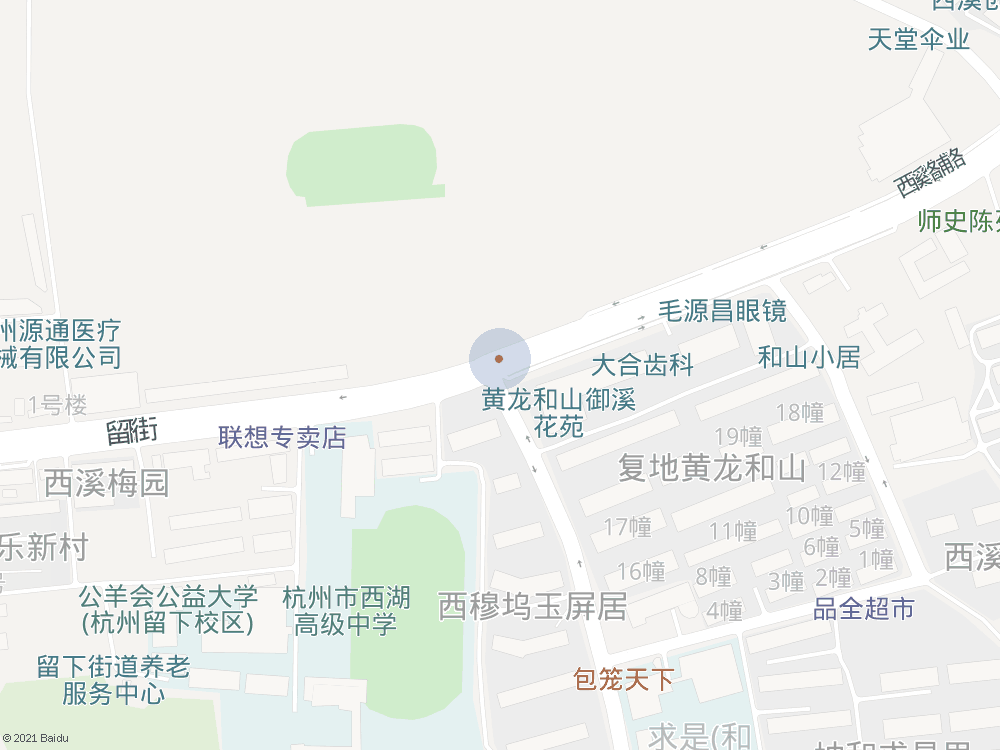 西溪创
天堂伞业
西溪路辅路
师史陈列
毛源昌眼镜
州源通医疗
械有限公司
大合齿科
和山小居
黄龙和山御溪
花苑
1号楼
留和街
联想专卖店
18幢
19幢
复地黄龙和山
12幢
西溪梅园
10幢
17幢
11幢
5幢
乐新村
6幢
1幢
西溪
16幢
8幢
3幢
2幢
4幢
公羊会公益大学
(杭州留下校区)
杭州市西湖
高级中学
西穆坞玉屏居
品全超市
留下街道养老
服务中心
包笼天下
求是(和
© 2021 Baidu